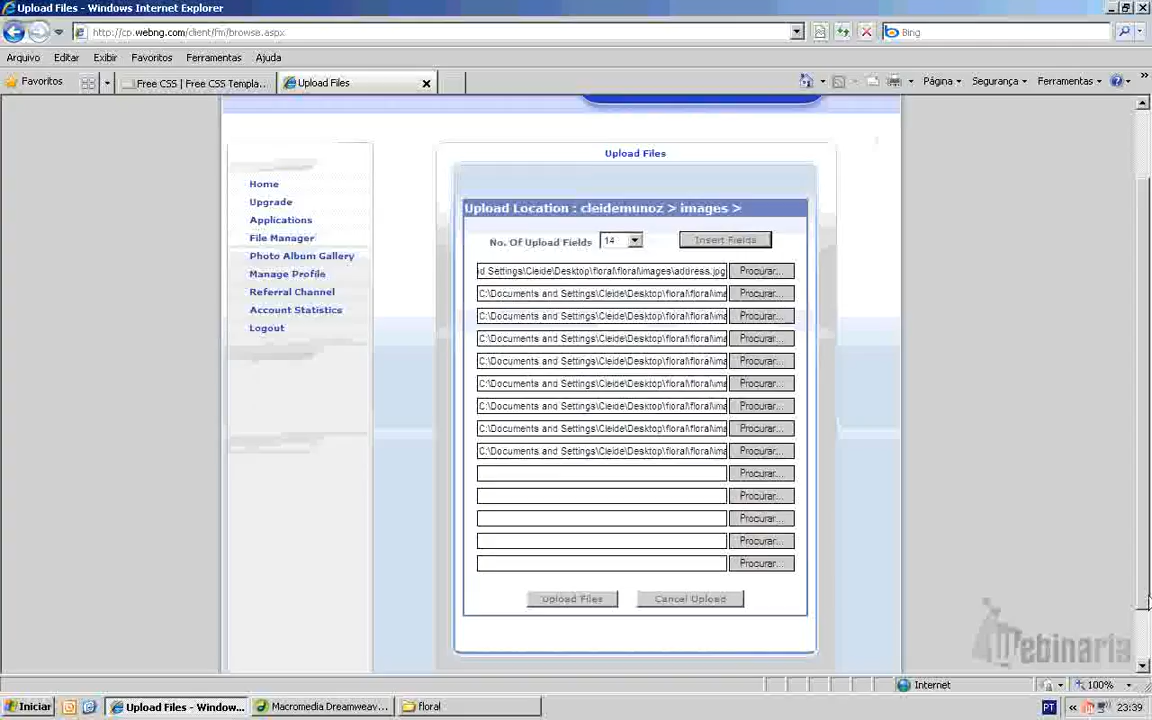 Upload Files - Windows Internet Explorer
http://cp.webng.com/client/fm/browse.aspx
Bing
Arquivo Editar Exibir Favoritos Ferramentas Ajuda
Favoritos
Free CSS | Free CSS Templa...
Upload Files
Página Segurança Ferramentas
Upload Files
Home
Upgrade
Applications
File Manager
Photo Album Gallery
Manage Profile
Referral Channel
Account Statistics
Logout
Upload Location : cleidemunoz > images >
No. Of Upload Fields 14 Insert Fields
d Settings\Cleide\Desktop\floral\floral\images\address.jpg Procurar...
C:\Documents and Settings\Cleide\Desktop\floral\floral\ima Procurar...
C:\Documents and Settings\Cleide\Desktop\floral\floral\ima Procurar...
C:\Documents and Settings\Cleide\Desktop\floral\floral\ima Procurar...
C:\Documents and Settings\Cleide\Desktop\floral\floral\ima Procurar...
C:\Documents and Settings\Cleide\Desktop\floral\floral\ima Procurar...
C:\Documents and Settings\Cleide\Desktop\floral\floral\ima Procurar...
C:\Documents and Settings\Cleide\Desktop\floral\floral\ima Procurar...
C:\Documents and Settings\Cleide\Desktop\floral\floral\ima Procurar...
Procurar...
Procurar...
Procurar...
Procurar...
Procurar...
Upload Files Cancel Upload
Webinaria
Internet
100%
Iniciar
Upload Files - Window...
Macromedia Dreamweav...
floral
PT
23:39